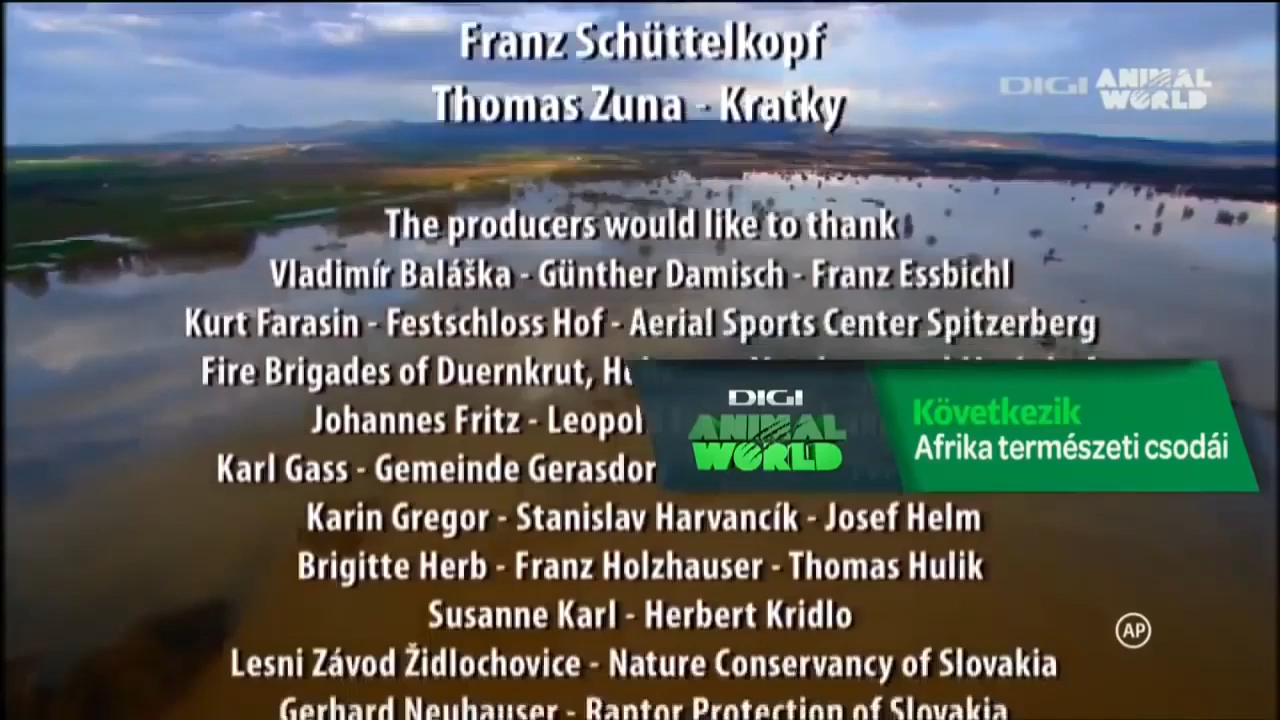 Franz Schüttelkopf
Thomas Zuna - Kratky
DIGI ANIMAL WORLD
The producers would like to thank
Vladimír Baláška - Günther Damisch - Franz Essbichl
Kurt Farasin - Festschloss Hof - Aerial Sports Center Spitzerberg
Fire Brigades of Duernkrut,
Johannes Fritz -
Karl Gass - Gemeinde
DIGI ANIMAL WORLD
Következik
Afrika természeti csodái
Karin Gregor - Stanislav Harvancík - Josef Helm
Brigitte Herb - Franz Holzhauser - Thomas Hulik
Susanne Karl - Herbert Kridlo
AP
Lesni Závod Židlochovice - Nature Conservancy of Slovakia
Gerhard Neuhauser - Raptor Protection of Slovakia